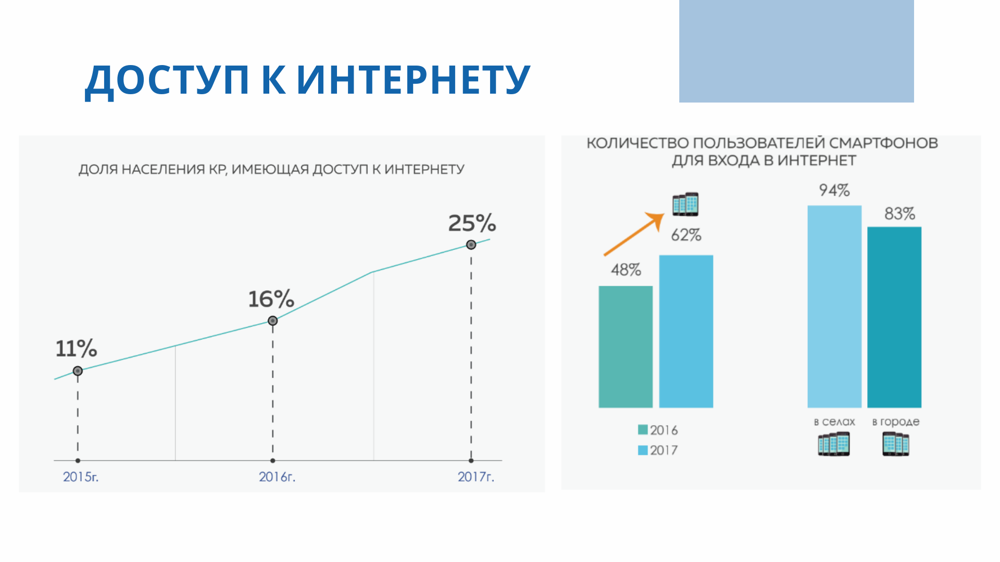 ДОСТУП К ИНТЕРНЕТУ
ДОЛЯ НАСЕЛЕНИЯ КР, ИМЕЮЩАЯ ДОСТУП К ИНТЕРНЕТУ
25%
16%
11%
2015г.
2016г.
2017г.
КОЛИЧЕСТВО ПОЛЬЗОВАТЕЛЕЙ СМАРТФОНОВ
ДЛЯ ВХОДА В ИНТЕРНЕТ
94%
83%
62%
48%
в селах
в городе
2016
2017